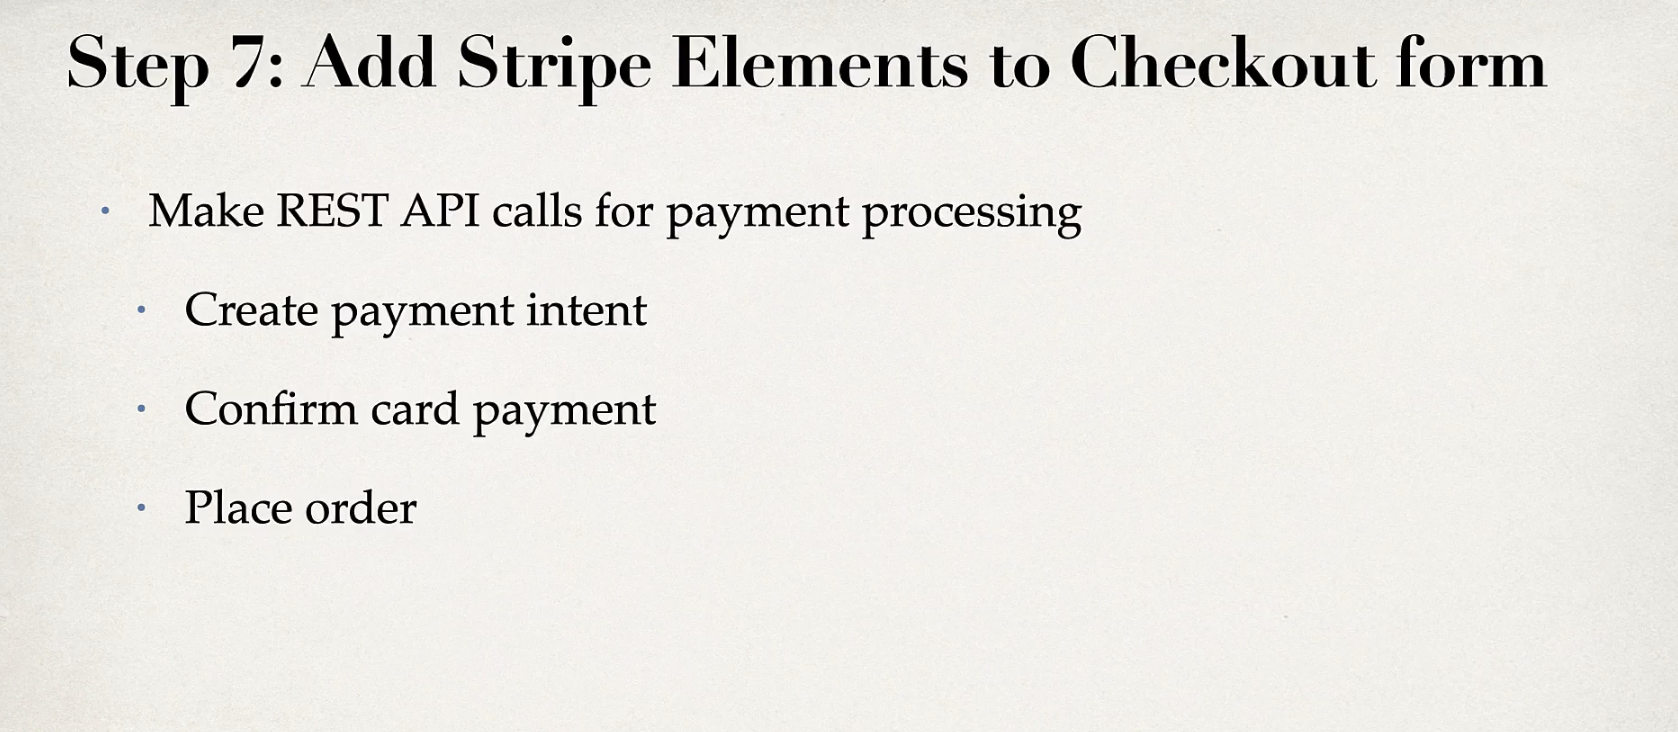 Step 7: Add Stripe Elements to Checkout form
• Make REST API calls for payment processing
• Create payment intent
• Confirm card payment
• Place order